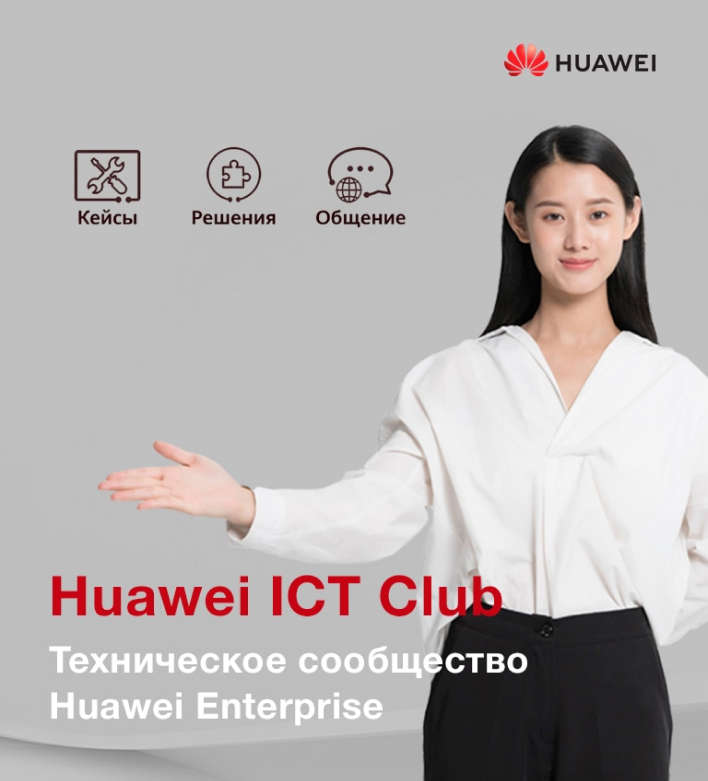 HUAWEI
Кейсы
Решения
Общение
Huawei ICT Club
Техническое сообщество
Huawei Enterprise